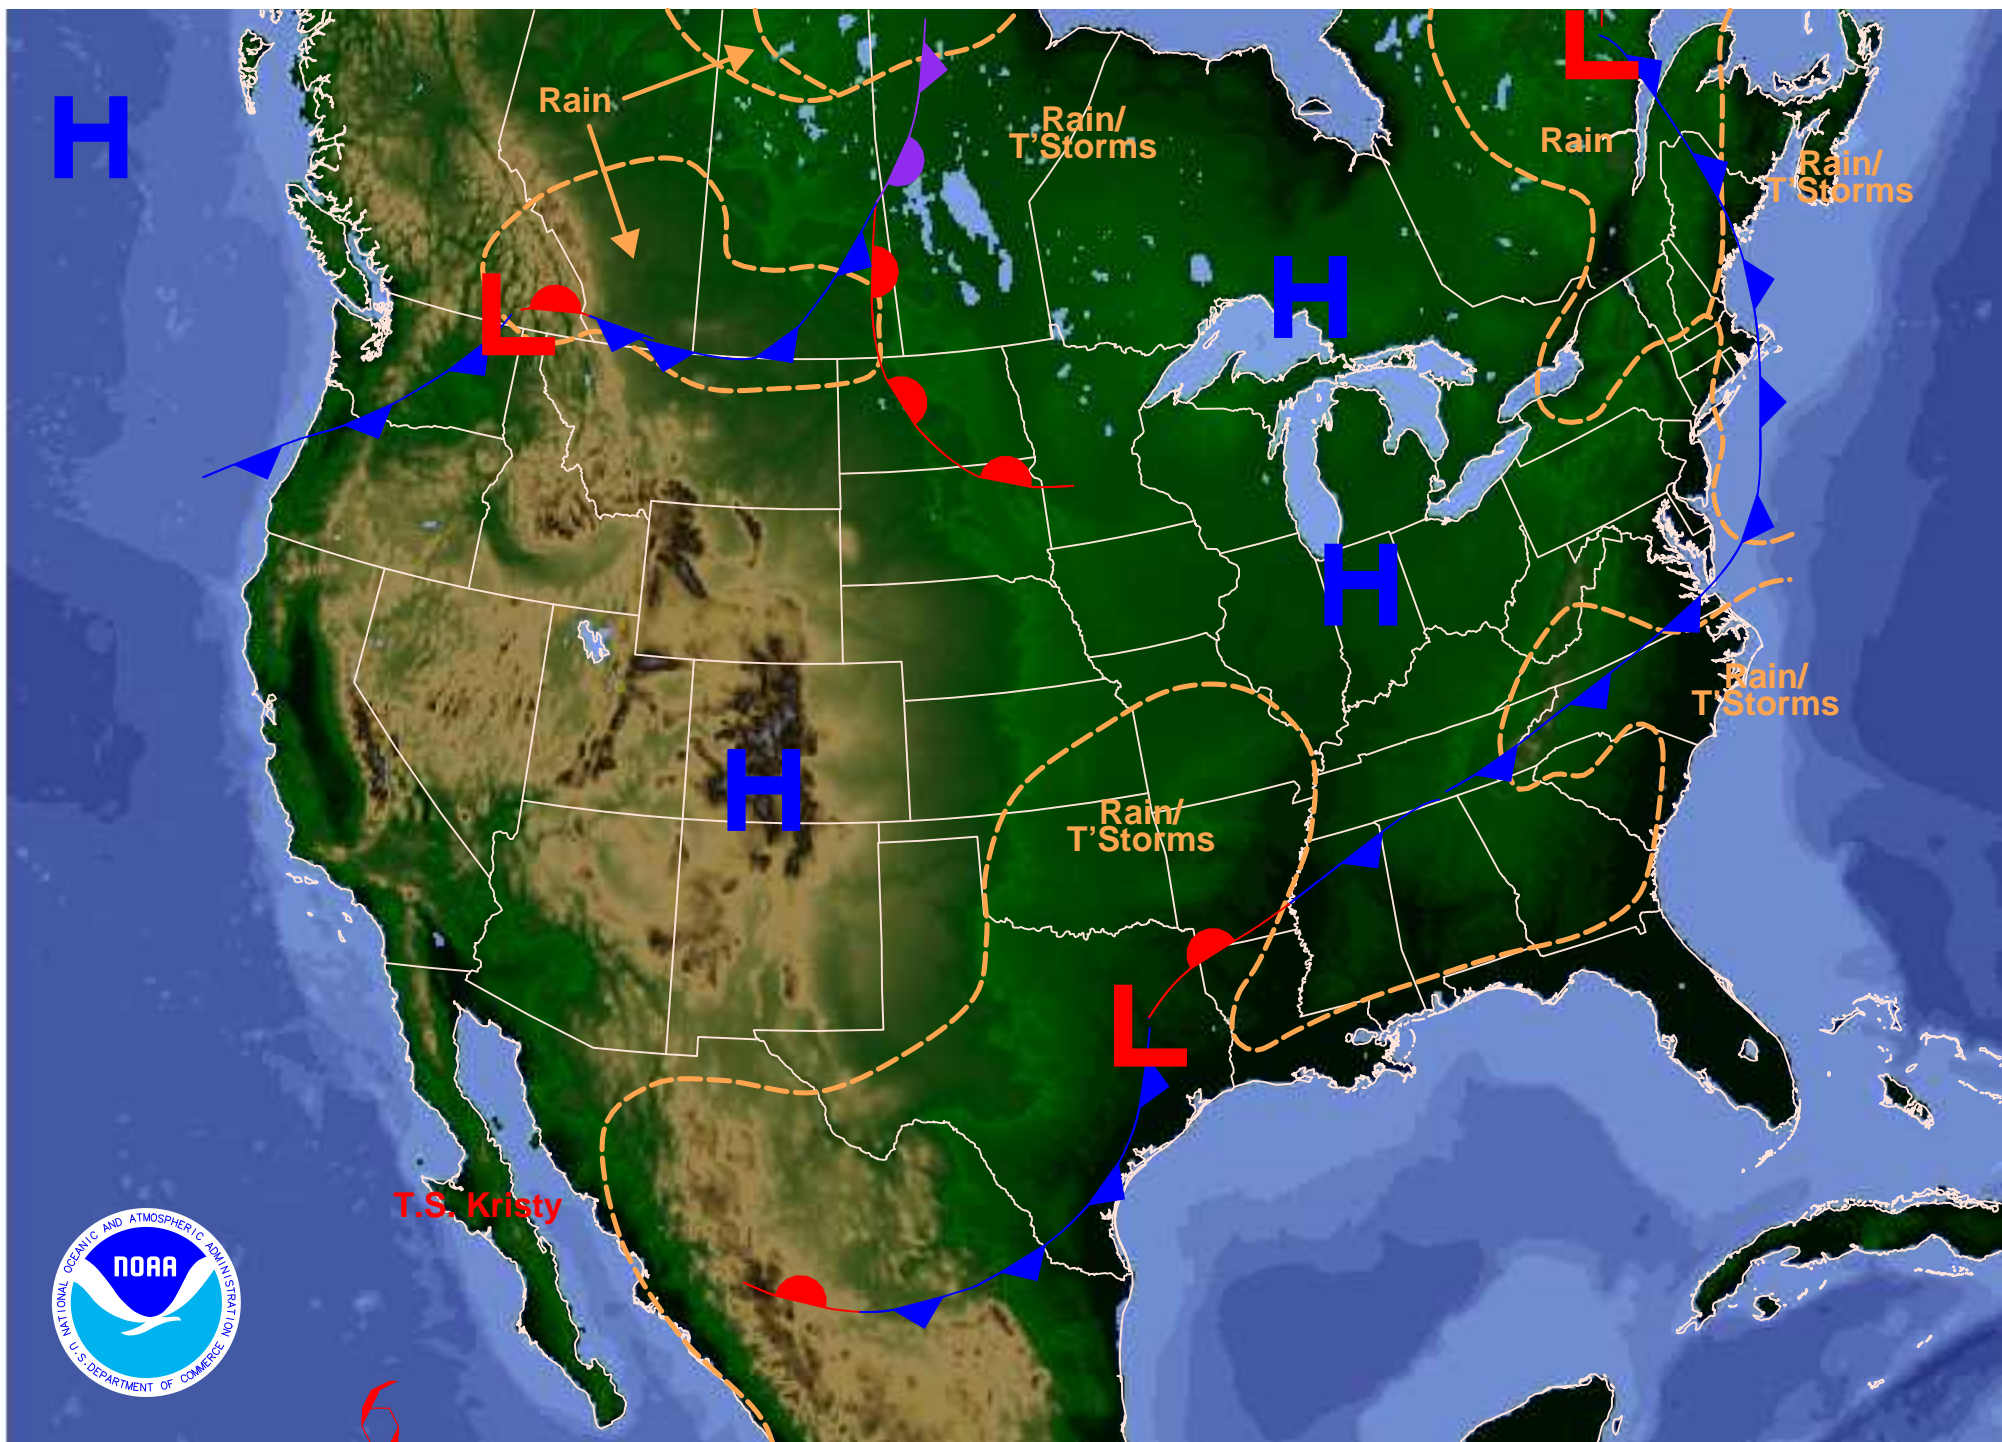 H
L
Rain
Rain/
T'Storms
Rain
Rain/
T'Storms
H
L
H
H
Rain/
T'Storms
H
Rain/
T'Storms
L
T.S. Kristy
NATIONAL OCEANIC AND ATMOSPHERIC ADMINISTRATION
NOAA
U.S. DEPARTMENT OF COMMERCE